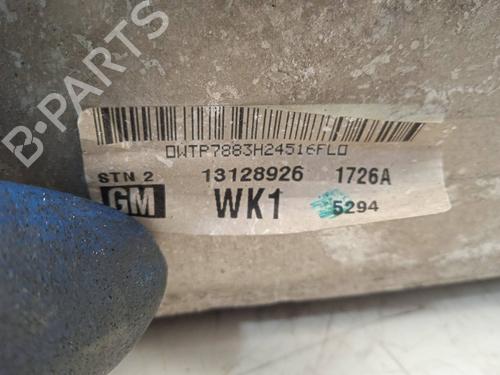 0WTP7883H24516FL0
STN 2
13128926
1726A
GM
WK1
5294
B-PARTS